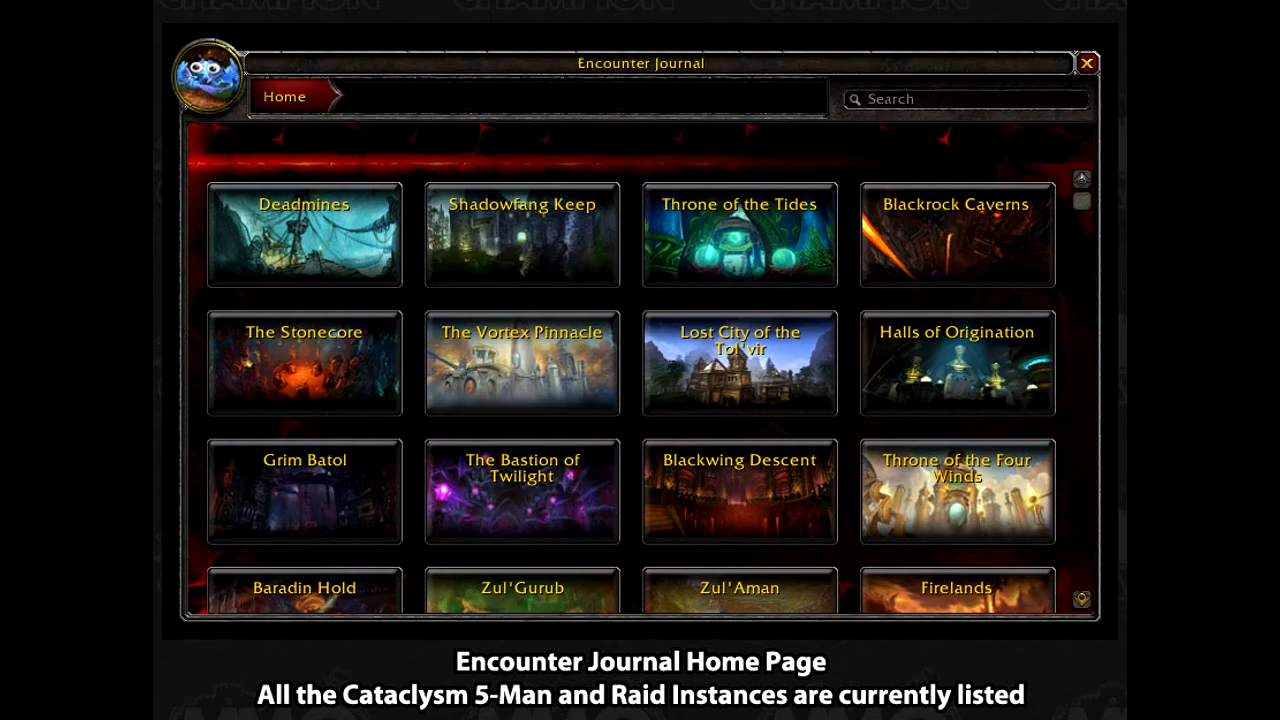 Encounter Journal
Home
Search
Deadmines
Shadowfang Keep
Throne of the Tides
Blackrock Caverns
The Stonecore
The Vortex Pinnacle
Lost City of the
Tol'vir
Halls of Origination
Grim Batol
The Bastion of
Twilight
Blackwing Descent
Throne of the Four
Winds
Baradin Hold
Zul'Gurub
Zul'Aman
Firelands
Encounter Journal Home Page
All the Cataclysm 5-Man and Raid Instances are currently listed